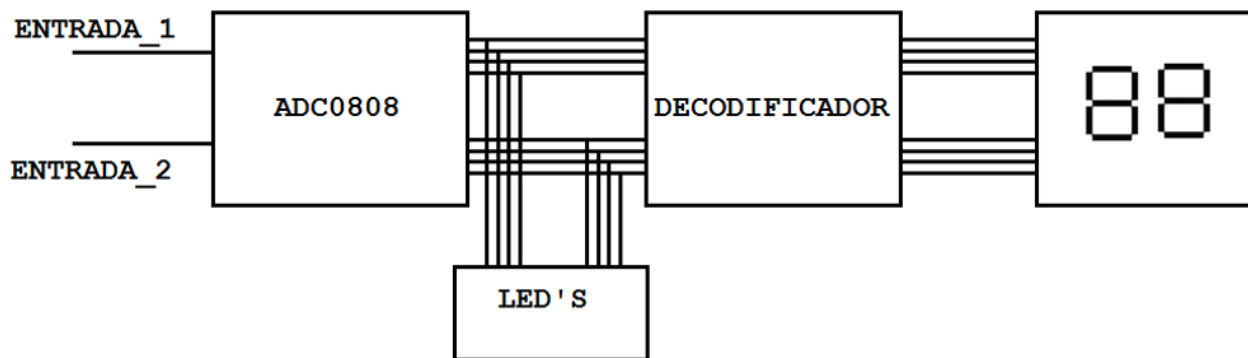 ENTRADA_1
ADC0808
DECODIFICADOR
88
ENTRADA_2
LED'S